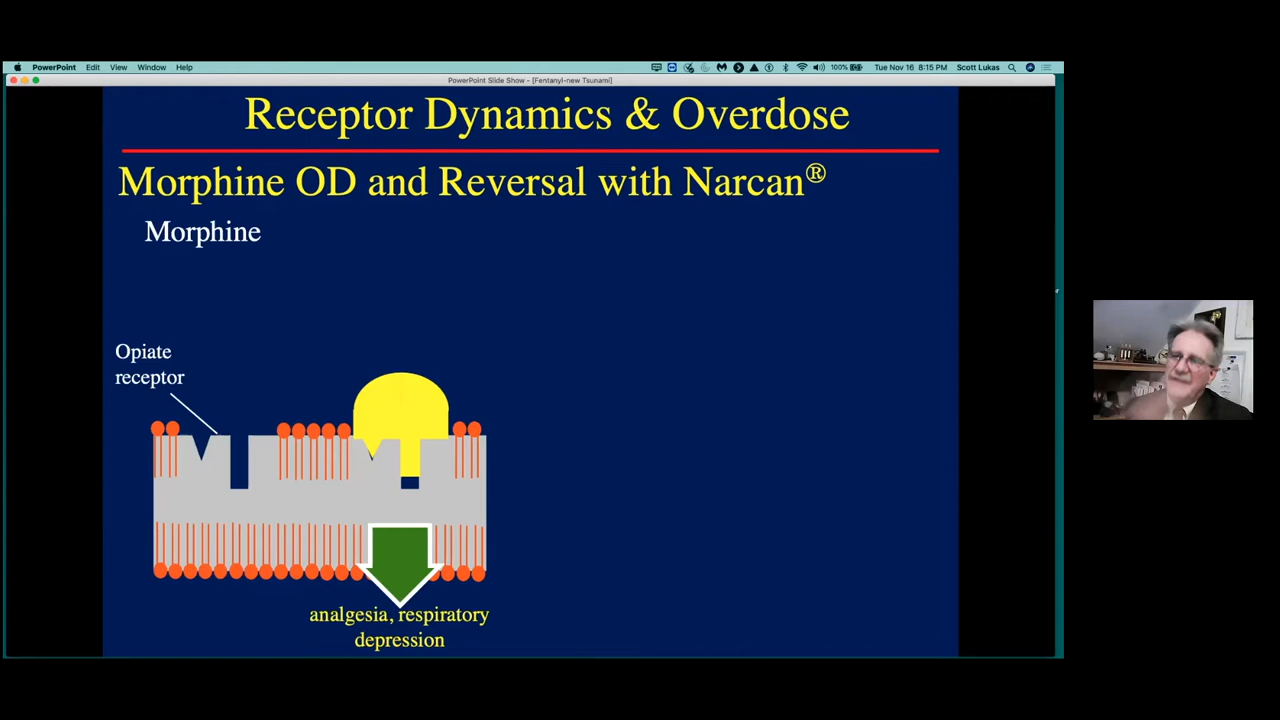 PowerPoint Edit View Window Help 100% Tue Nov 16 8:15 PM Scott Lukas
PowerPoint Slide Show - [Fentanyl-new Tsunami]
Receptor Dynamics & Overdose
Morphine OD and Reversal with Narcan®
Morphine
Opiate
receptor
analgesia, respiratory
depression